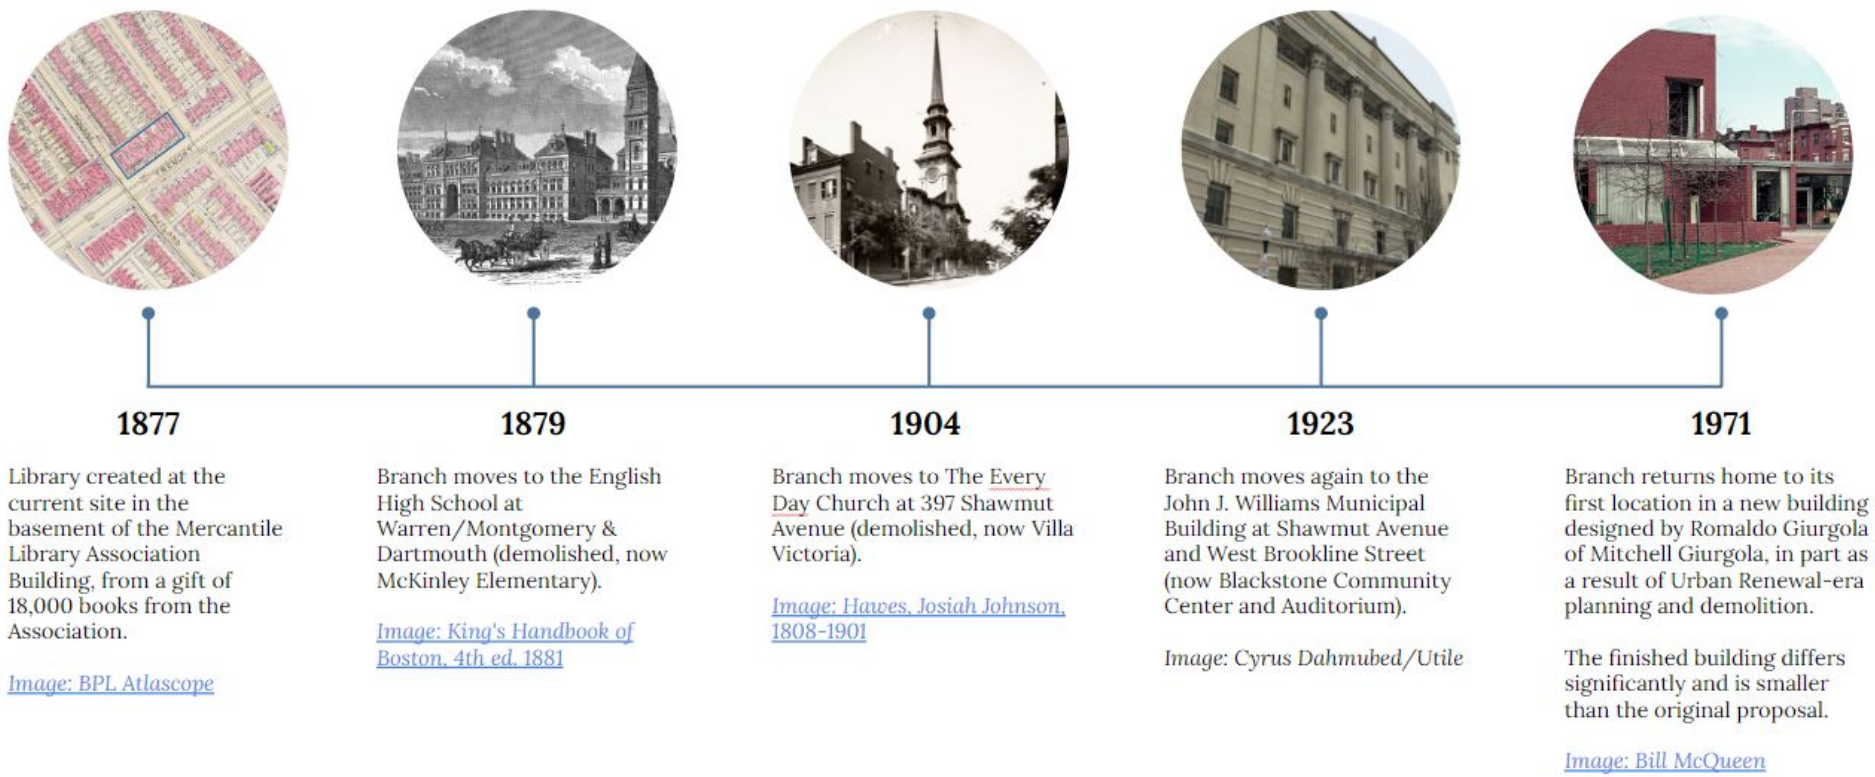 1877
Library created at the
current site in the
basement of the Mercantile
Library Association
Building, from a gift of
18,000 books from the
Association.
Image: BPL Atlascope
1879
Branch moves to the English
High School at
Warren/Montgomery &
Dartmouth (demolished, now
McKinley Elementary).
Image: King's Handbook of
Boston, 4th ed. 1881
1904
Branch moves to The Every
Day Church at 397 Shawmut
Avenue (demolished, now Villa
Victoria).
Image: Hawes, Josiah Johnson,
1808-1901
1923
Branch moves again to the
John J. Williams Municipal
Building at Shawmut Avenue
and West Brookline Street
(now Blackstone Community
Center and Auditorium).
Image: Cyrus Dahmubed/Utile
1971
Branch returns home to its
first location in a new building
designed by Romaldo Giurgola
of Mitchell Giurgola, in part as
a result of Urban Renewal-era
planning and demolition.
The finished building differs
significantly and is smaller
than the original proposal.
Image: Bill McQueen